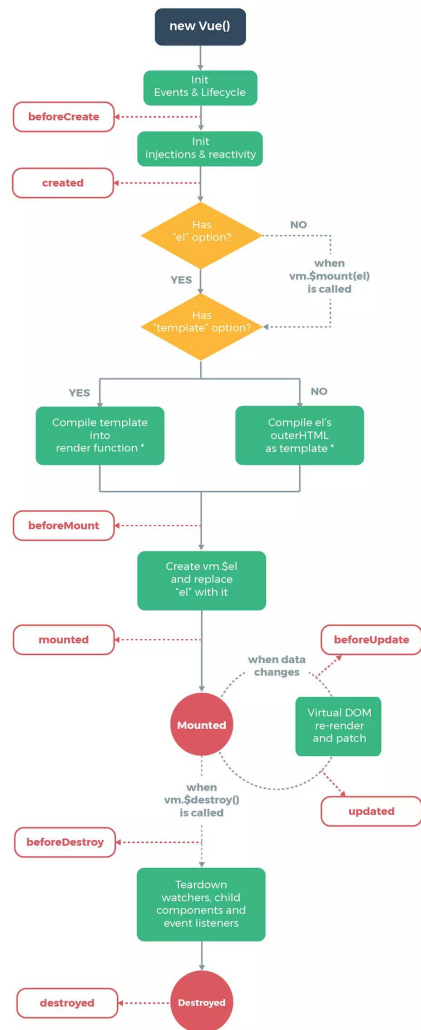 new Vue()
Init
Events & Lifecycle
beforeCreate
Init
injections & reactivity
created
Has
"el" option?
NO
when
vm.$mount(el)
is called
YES
Has
"template" option?
YES
NO
Compile template
into
render function *
Compile el's
outerHTML
as template *
beforeMount
Create vm.$el
and replace
"el" with it
mounted
beforeUpdate
when data
changes
Mounted
Virtual DOM
re-render
and patch
when
vm.$destroy()
is called
updated
beforeDestroy
Teardown
watchers, child
components and
event listeners
destroyed
Destroyed